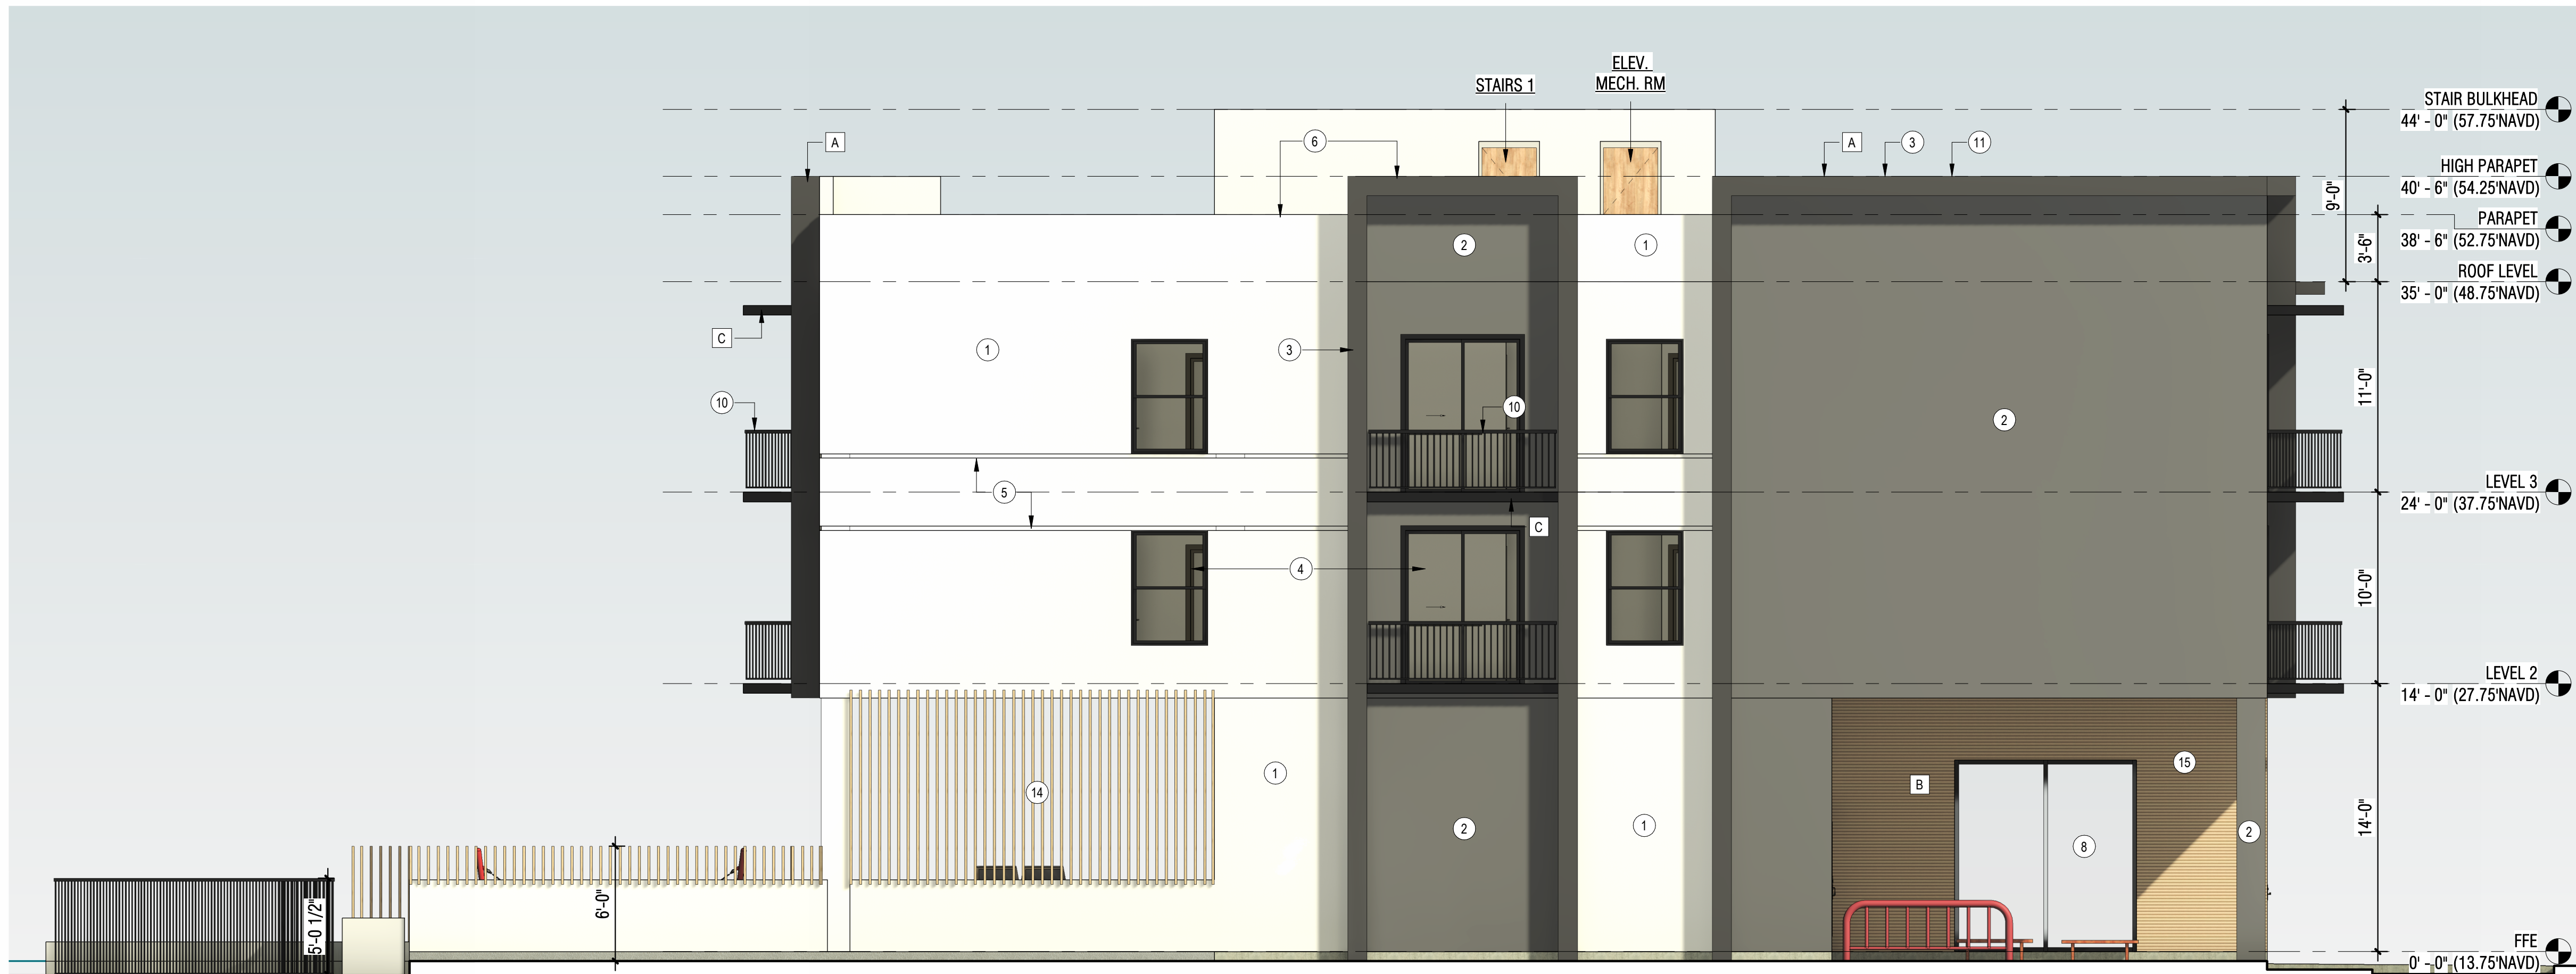 ELEV.
STAIRS 1
MECH. RM
STAIR BULKHEAD
44' - 0" (57.75'NAVD)
A
6
A
3
11
HIGH PARAPET
40' - 6" (54.25'NAVD)
9'-0"
PARAPET
38' - 6" (52.75'NAVD)
2
1
3'-6"
ROOF LEVEL
35' - 0" (48.75'NAVD)
C
1
3
10
10
11'-0"
2
5
LEVEL 3
24' - 0" (37.75'NAVD)
C
4
10'-0"
LEVEL 2
14' - 0" (27.75'NAVD)
1
14
15
B
2
1
2
8
14'-0"
6'-0"
5'-0 1/2"
FFE
0' - 0" (13.75'NAVD)